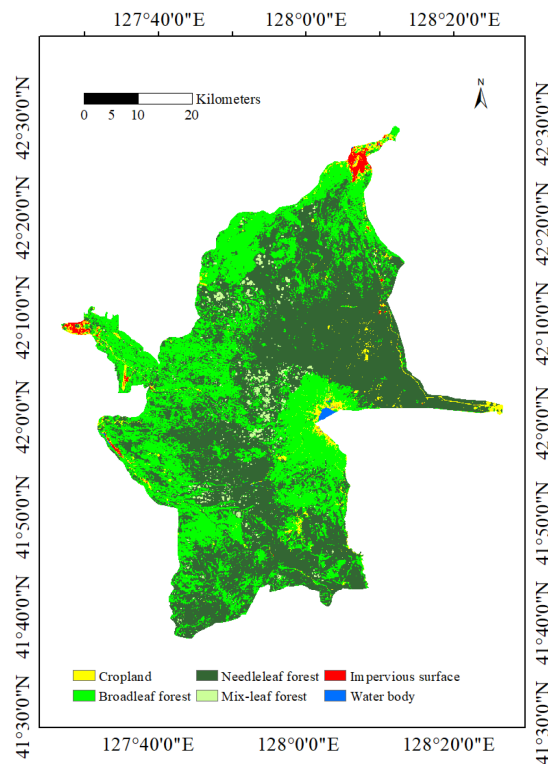 127°40'0"E 128°0'0"E 128°20'0"E
N
Kilometers
0 5 10 20
42°30'0"N 42°30'0"N
42°20'0"N 42°20'0"N
42°10'0"N 42°10'0"N
42°0'0"N 42°0'0"N
41°50'0"N 41°50'0"N
41°40'0"N 41°40'0"N
41°30'0"N 41°30'0"N
Cropland Needleleaf forest Impervious surface
Broadleaf forest Mix-leaf forest Water body
127°40'0"E 128°0'0"E 128°20'0"E